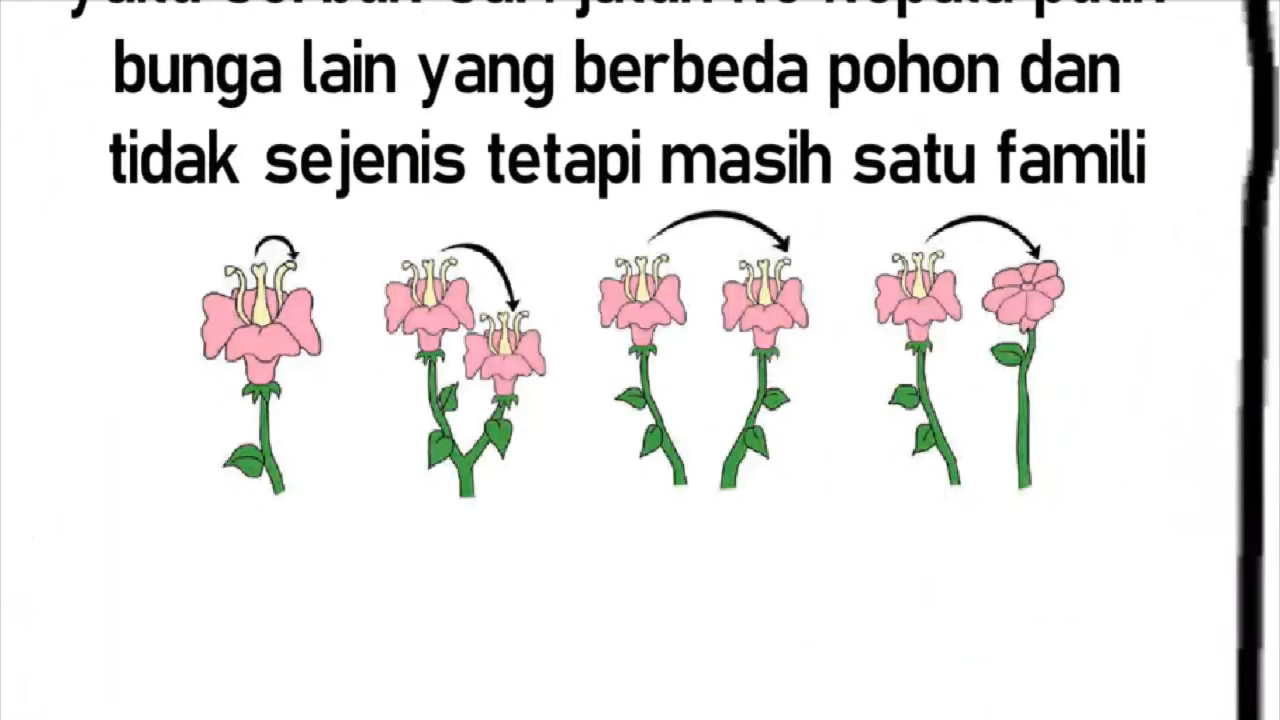 bunga lain yang berbeda pohon dan
tidak sejenis tetapi masih satu famili